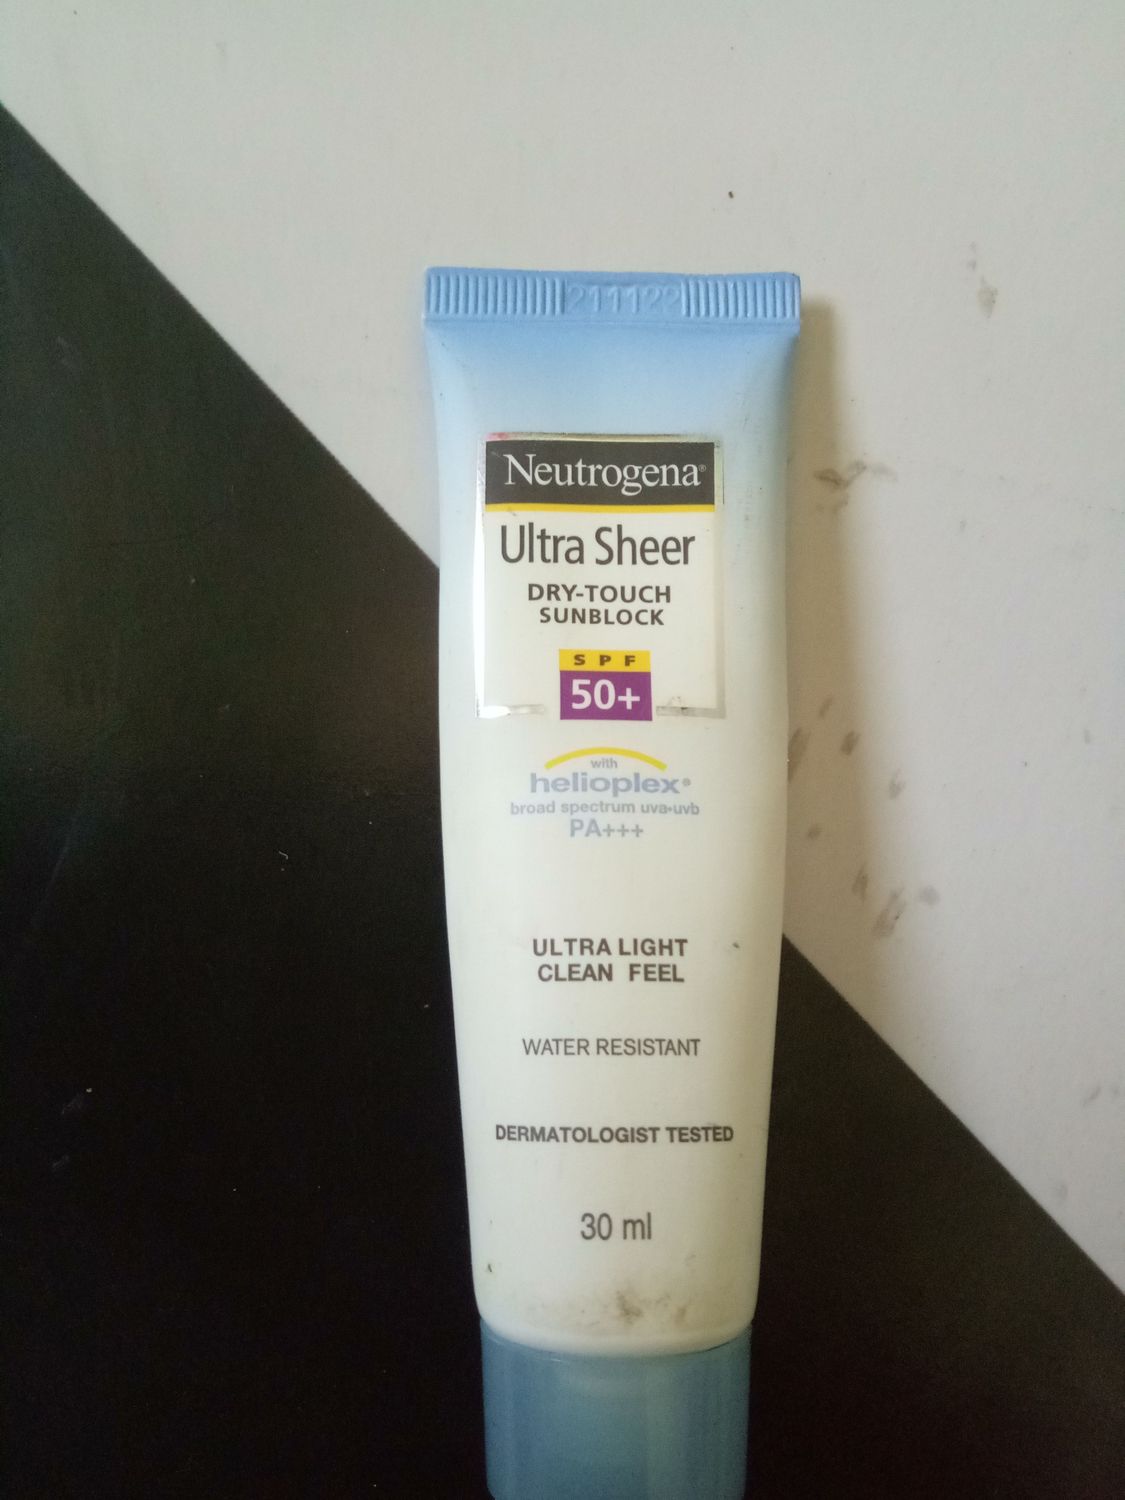 211122
Neutrogena®
Ultra Sheer
DRY-TOUCH
SUNBLOCK
SPF
50+
with
helioplex®
broad spectrum uva•uvb
PA+++
ULTRA LIGHT
CLEAN FEEL
WATER RESISTANT
DERMATOLOGIST TESTED
30 ml